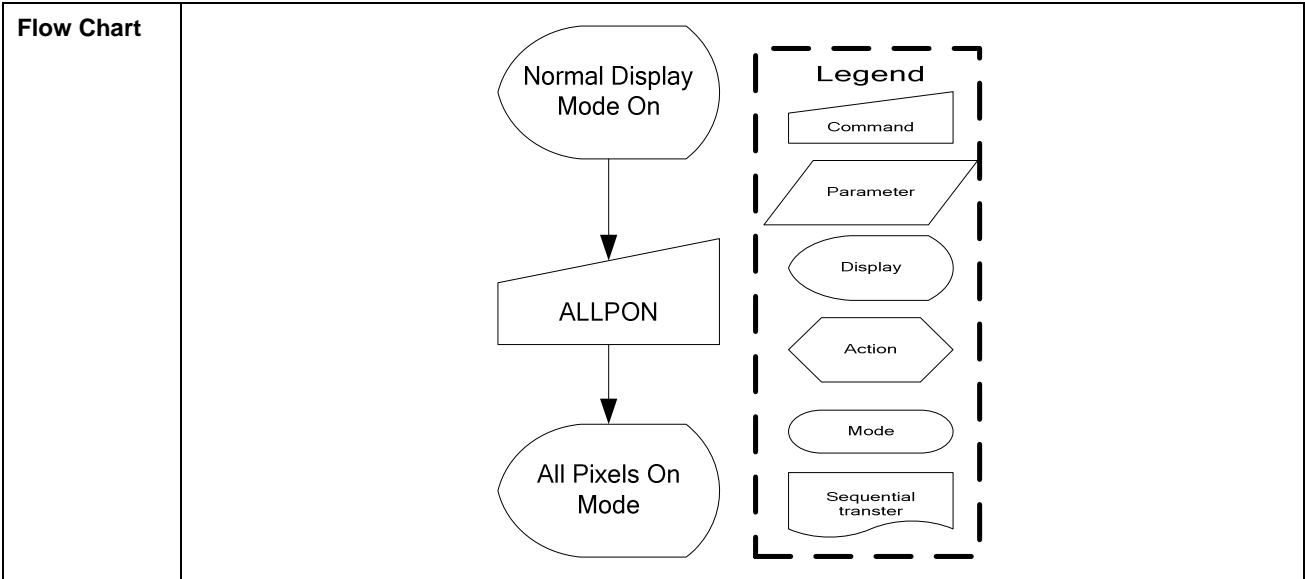 Flow Chart
Normal Display
Mode On
ALLPON
All Pixels On
Mode
Legend
Command
Parameter
Display
Action
Mode
Sequential
transter